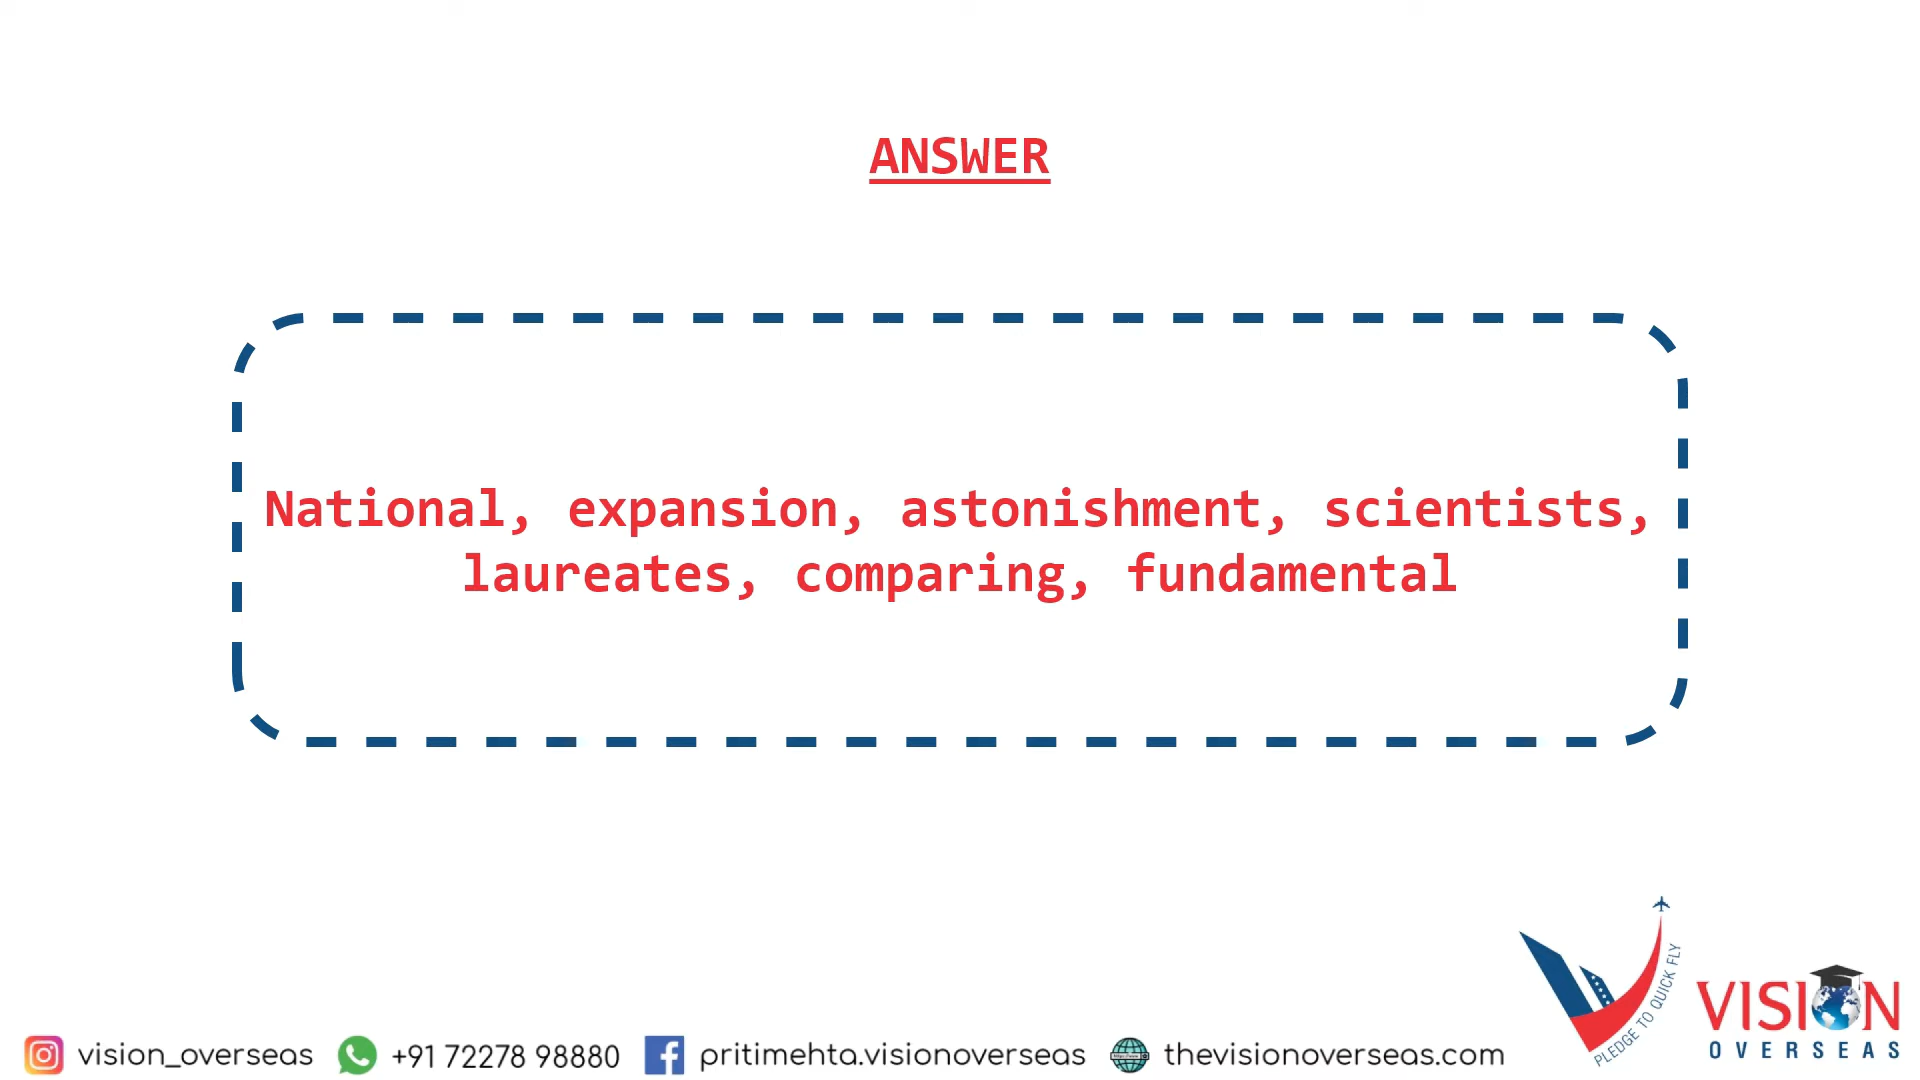 ANSWER
National, expansion, astonishment, scientists,
laureates, comparing, fundamental
PLEDGE TO QUICK FLY
VISION
OVERSEAS
vision_overseas +91 72278 98880 pritimehta.visionoverseas thevisionoverseas.com